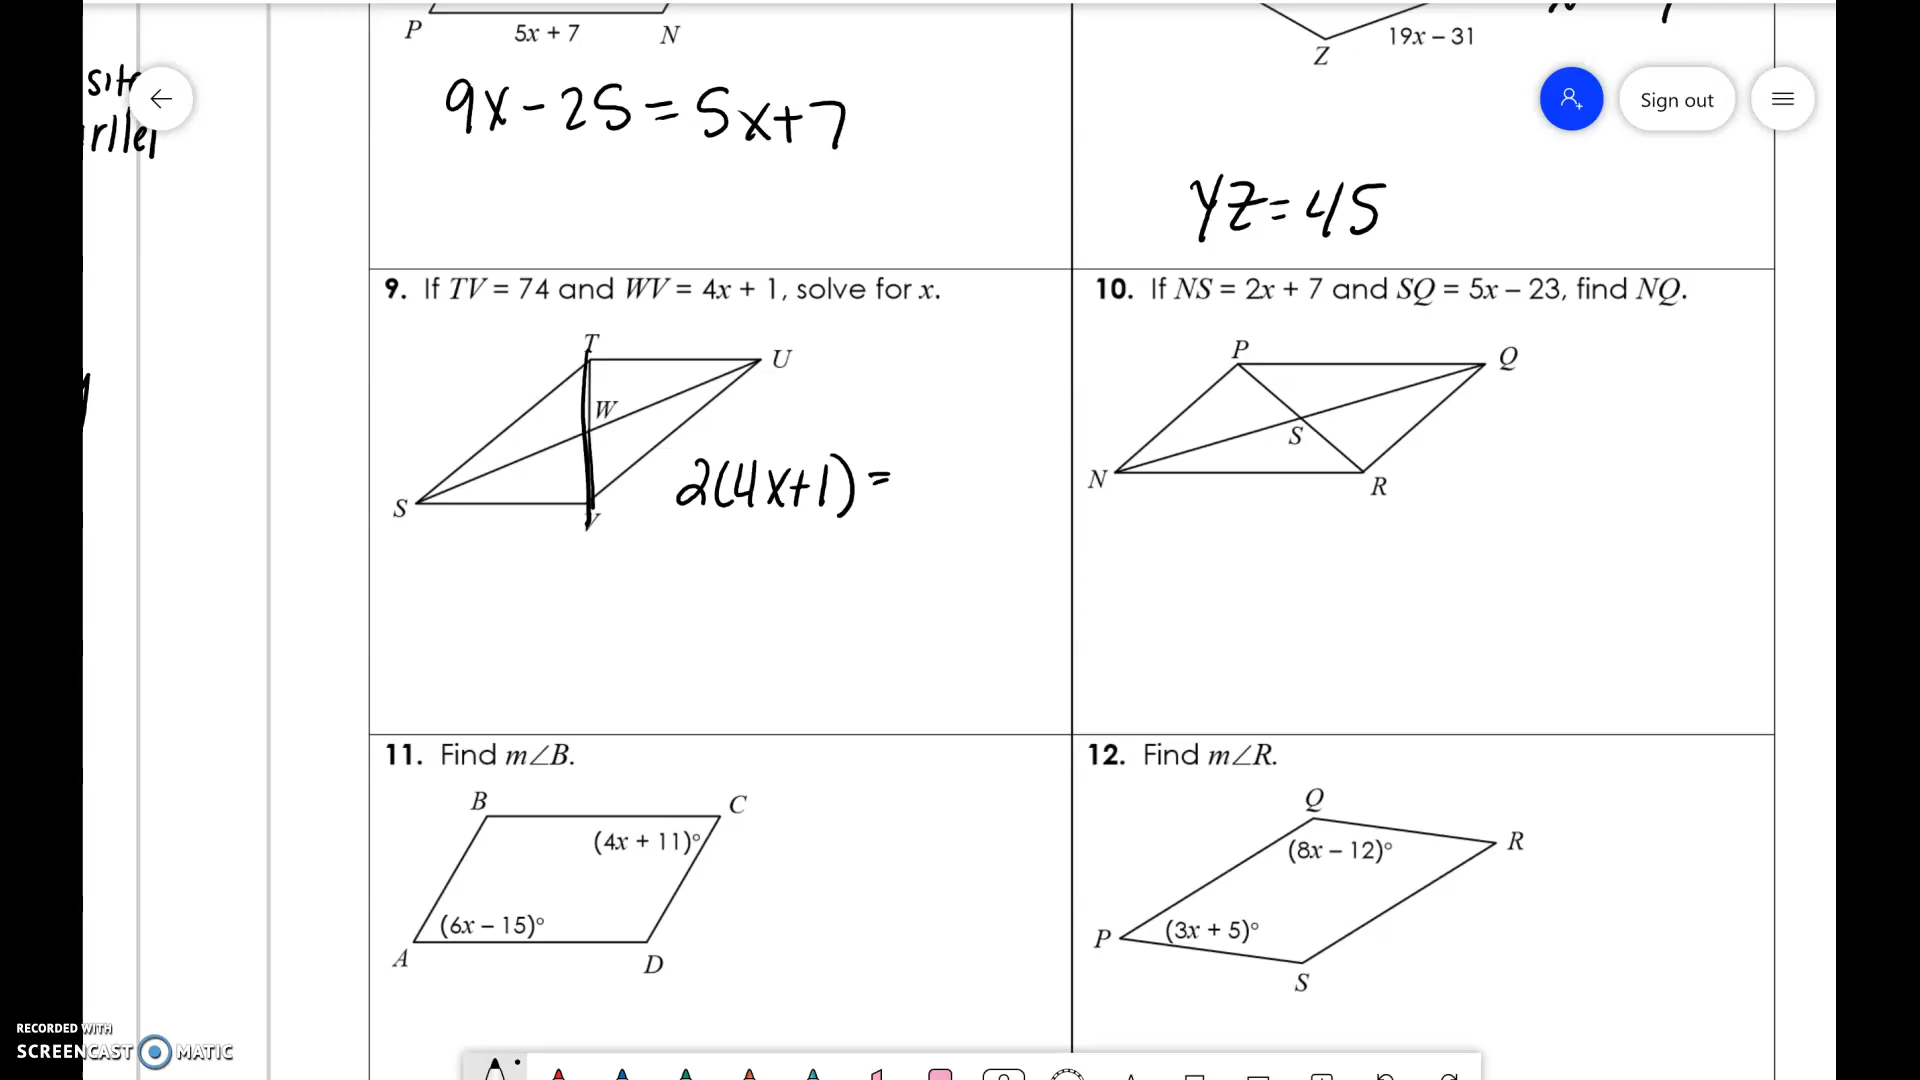 P
5x + 7
N
Z
19x – 31
rllel
9x - 25 = 5x+7
Sign out
YZ = 45
9. If TV = 74 and WV = 4x + 1, solve for x.
T
U
W
S
V
2(4x+1) =
10. If NS = 2x + 7 and SQ = 5x – 23, find NQ.
P
Q
S
N
R
11. Find m∠B.
B
C
(4x + 11)°
(6x – 15)°
A
D
12. Find m∠R.
Q
R
(8x – 12)°
P
(3x + 5)°
S
RECORDED WITH
SCREENCAST MATIC